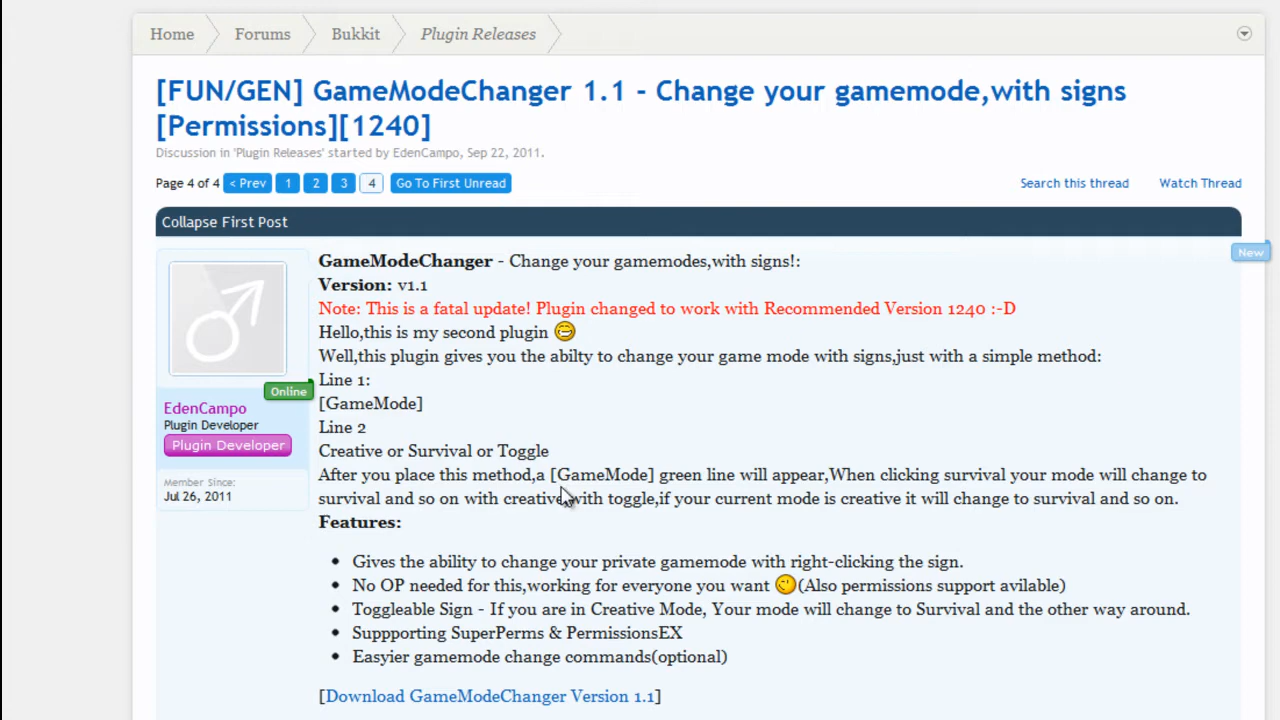 Home Forums Bukkit Plugin Releases
[FUN/GEN] GameModeChanger 1.1 - Change your gamemode,with signs
[Permissions][1240]
Discussion in 'Plugin Releases' started by EdenCampo, Sep 22, 2011.
Page 4 of 4 < Prev 1 2 3 4 Go To First Unread Search this thread Watch Thread
Collapse First Post
New
GameModeChanger - Change your gamemodes,with signs!:
Version: v1.1
Note: This is a fatal update! Plugin changed to work with Recommended Version 1240 :-D
Hello,this is my second plugin
Well,this plugin gives you the abilty to change your game mode with signs,just with a simple method:
Line 1:
[GameMode]
Line 2
Creative or Survival or Toggle
After you place this method,a [GameMode] green line will appear,When clicking survival your mode will change to
survival and so on with creative,with toggle,if your current mode is creative it will change to survival and so on.
Features:
Gives the ability to change your private gamemode with right-clicking the sign.
No OP needed for this,working for everyone you want (Also permissions support avilable)
Toggleable Sign - If you are in Creative Mode, Your mode will change to Survival and the other way around.
Suppporting SuperPerms & PermissionsEX
Easyier gamemode change commands(optional)
[Download GameModeChanger Version 1.1]
Online
EdenCampo
Plugin Developer
Plugin Developer
Member Since:
Jul 26, 2011